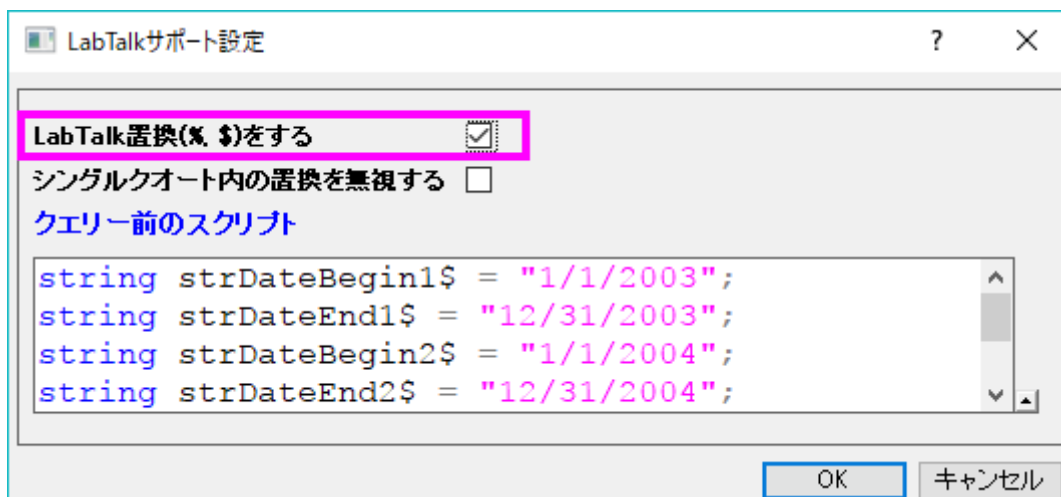 LabTalkサポート設定
?
LabTalk置換(%, $)をする
シングルクオート内の置換を無視する
クエリー前のスクリプト
string strDateBegin1$ = "1/1/2003";
string strDateEnd1$ = "12/31/2003";
string strDateBegin2$ = "1/1/2004";
string strDateEnd2$ = "12/31/2004";
OK
キャンセル